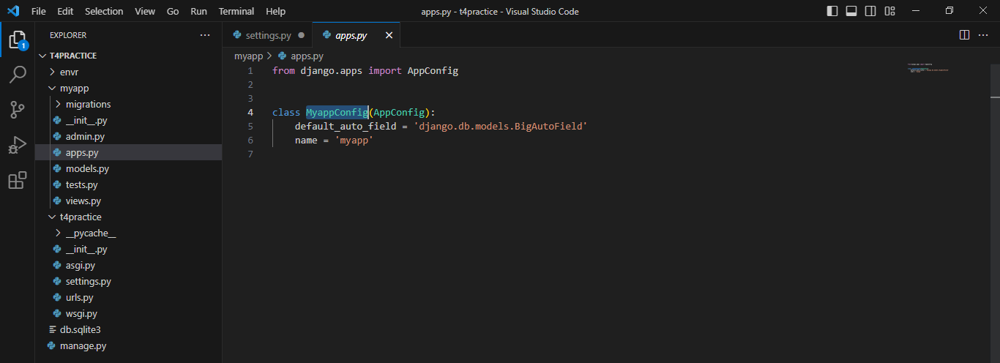 File Edit Selection View Go Run Terminal Help apps.py - t4practice - Visual Studio Code
EXPLORER ···
settings.py apps.py
1
T4PRACTICE
envr
myapp
migrations
__init__.py
admin.py
apps.py
models.py
tests.py
views.py
t4practice
__pycache__
__init__.py
asgi.py
settings.py
urls.py
wsgi.py
db.sqlite3
manage.py
myapp > apps.py
1 from django.apps import AppConfig
2
3
4 class MyappConfig(AppConfig):
5     default_auto_field = 'django.db.models.BigAutoField'
6     name = 'myapp'
7